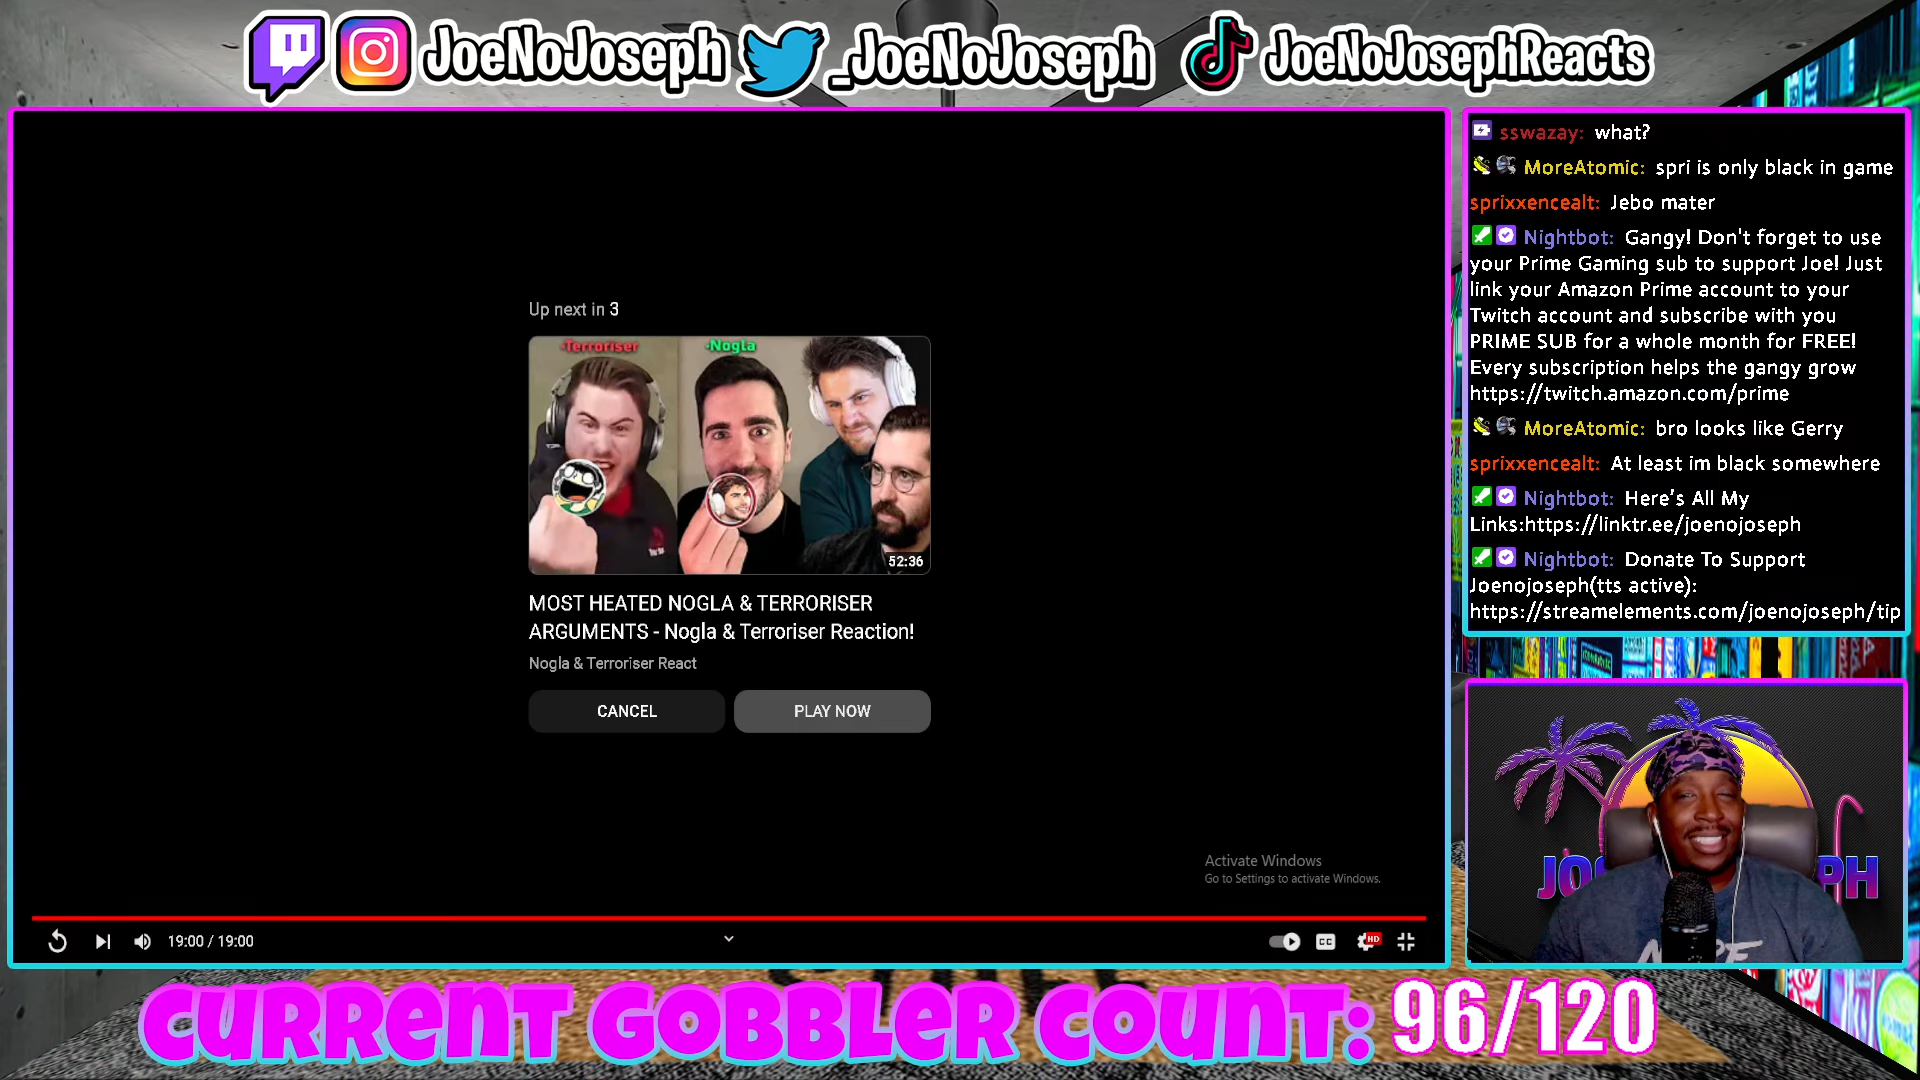 JoeNoJoseph _JoeNoJoseph JoeNoJosephReacts
Up next in 3
-Terroriser -Nogla
52:36
MOST HEATED NOGLA & TERRORISER
ARGUMENTS - Nogla & Terroriser Reaction!
Nogla & Terroriser React
CANCEL PLAY NOW
Activate Windows
Go to Settings to activate Windows.
19:00 / 19:00
CC HD
sswazay: what?
MoreAtomic: spri is only black in game
sprixxencealt: Jebo mater
Nightbot: Gangy! Don't forget to use
your Prime Gaming sub to support Joe! Just
link your Amazon Prime account to your
Twitch account and subscribe with you
PRIME SUB for a whole month for FREE!
Every subscription helps the gangy grow
https://twitch.amazon.com/prime
MoreAtomic: bro looks like Gerry
sprixxencealt: At least im black somewhere
Nightbot: Here's All My
Links:https://linktr.ee/joenojoseph
Nightbot: Donate To Support
Joenojoseph(tts active):
https://streamelements.com/joenojoseph/tip
CURRENT GOBBLER COUNT: 96/120